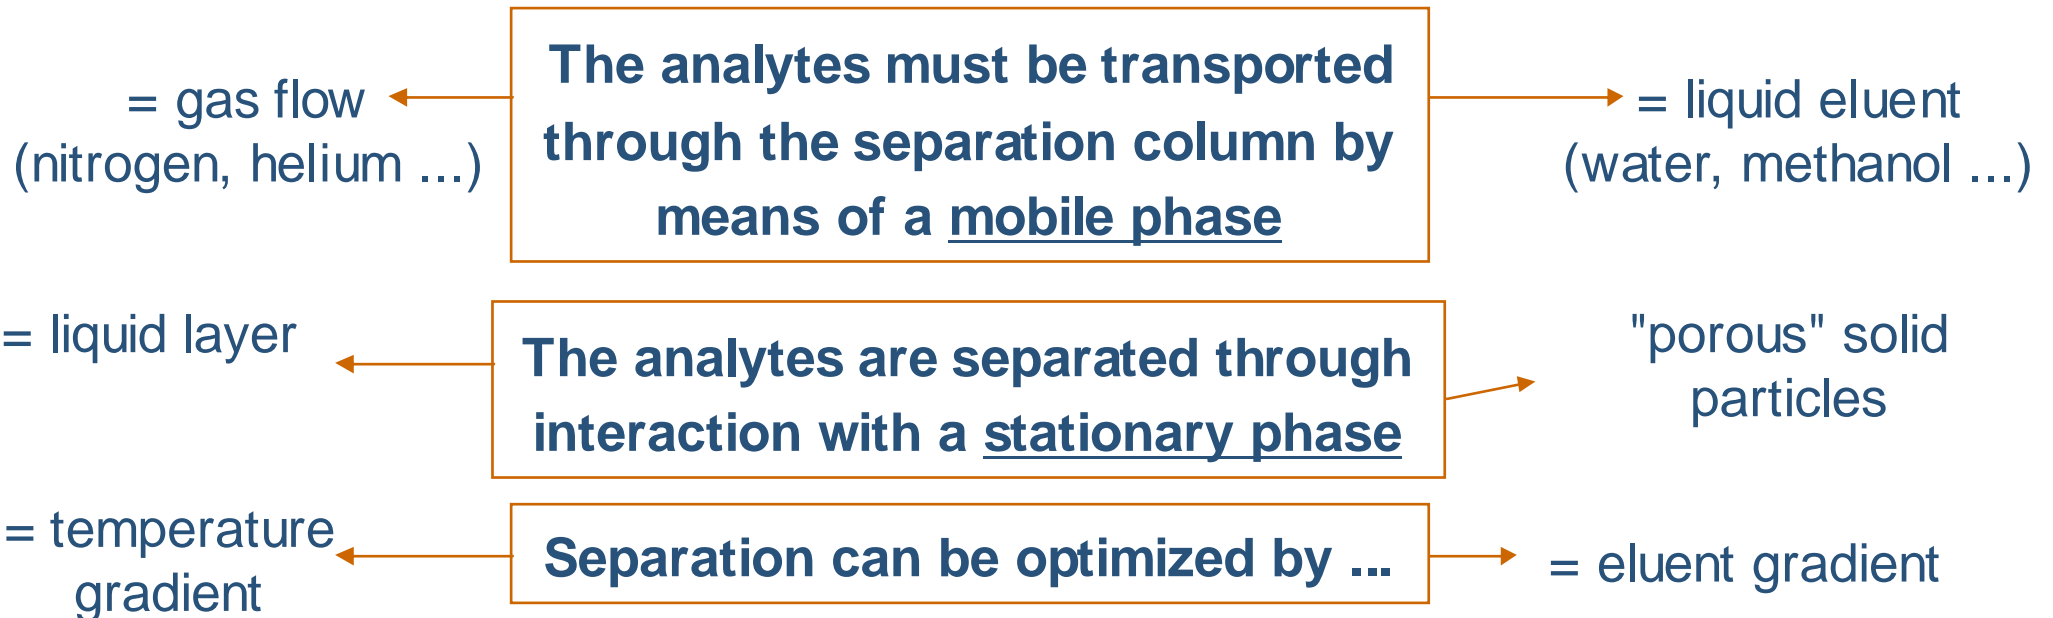 The analytes must be transported
through the separation column by
means of a mobile phase
= gas flow
(nitrogen, helium ...)
= liquid eluent
(water, methanol ...)
The analytes are separated through
interaction with a stationary phase
= liquid layer
"porous" solid
particles
Separation can be optimized by ...
= temperature
gradient
= eluent gradient